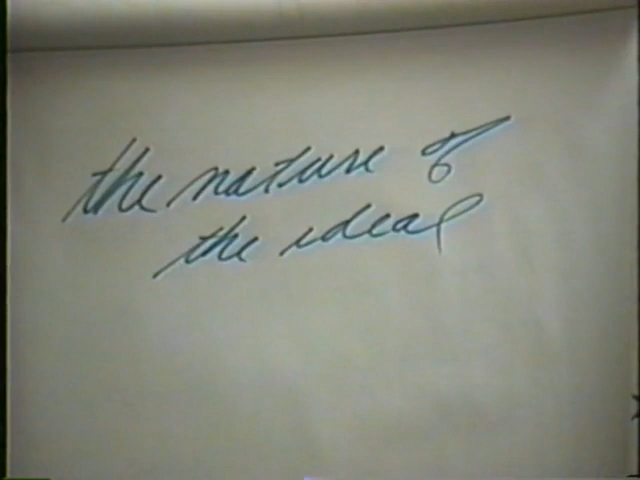 the nature of
the ideal